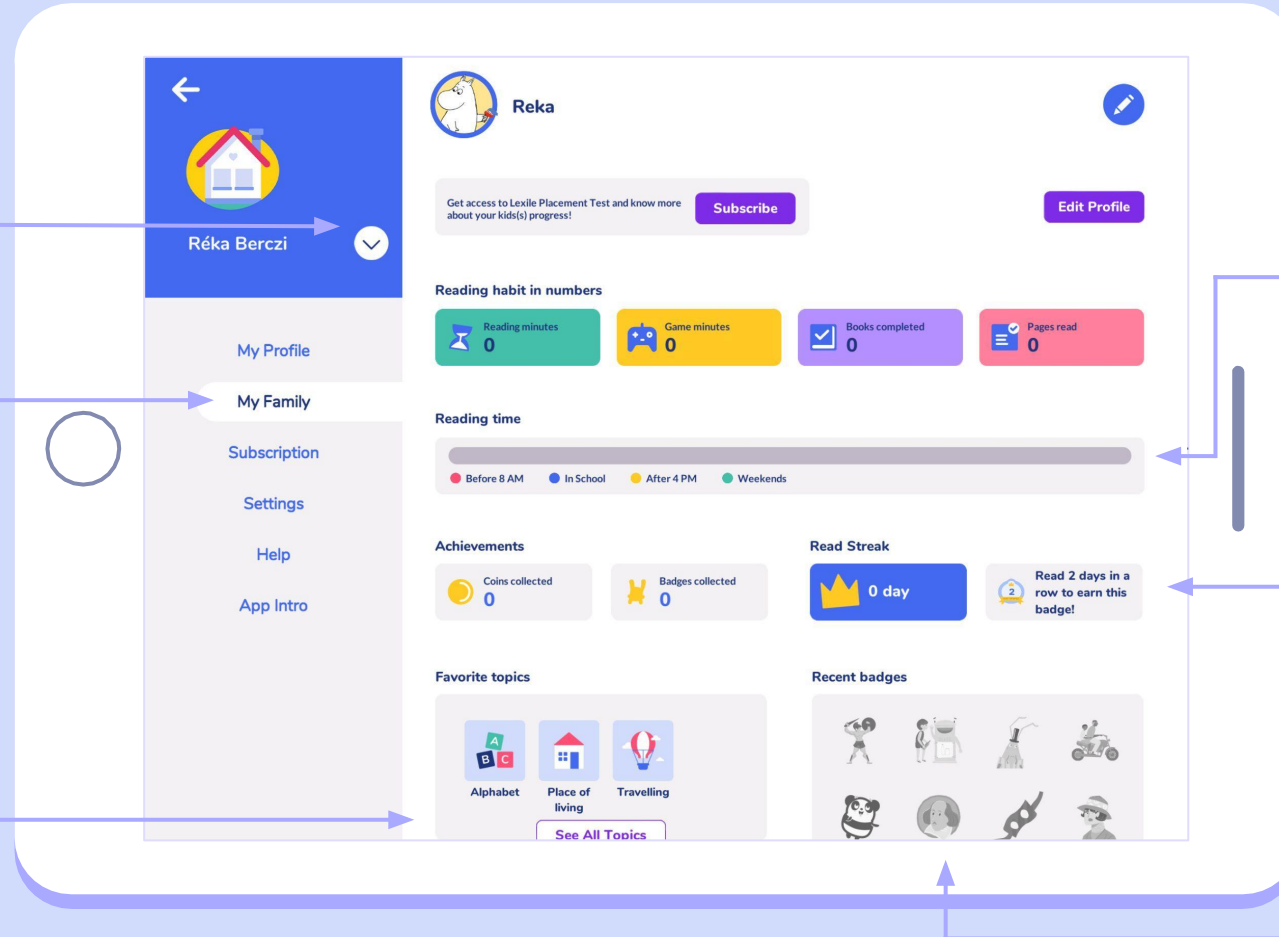 Réka Berczi
My Profile
My Family
Subscription
Settings
Help
App Intro
Reka
Get access to Lexile Placement Test and know more
about your kids(s) progress!
Subscribe
Edit Profile
Reading habit in numbers
Reading minutes
0
Game minutes
0
Books completed
0
Pages read
0
Reading time
Before 8 AM
In School
After 4 PM
Weekends
Achievements
Coins collected
0
Badges collected
0
Read Streak
0 day
2
Read 2 days in a
row to earn this
badge!
Favorite topics
A
B C
Alphabet
Place of
living
Travelling
See All Topics
Recent badges